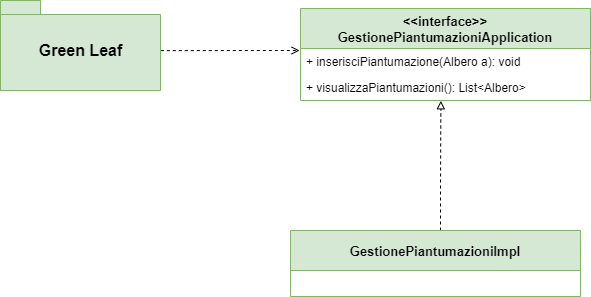 Green Leaf
<<interface>>
GestionePiantumazioniApplication
+ inserisciPiantumazione(Albero a): void
+ visualizzaPiantumazioni(): List<Albero>
GestionePiantumazioniImpl